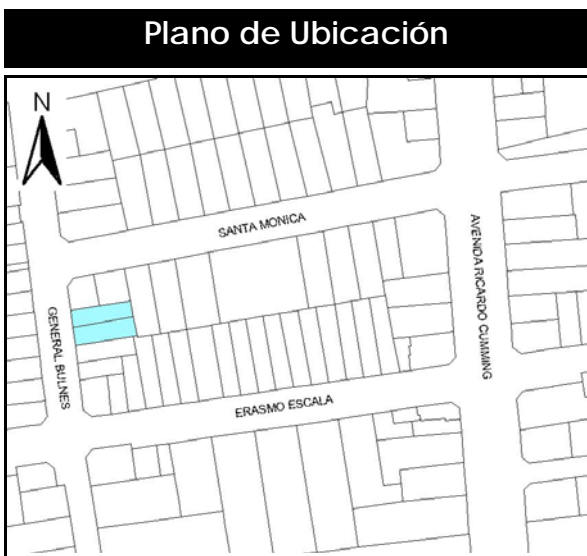 Plano de Ubicación
N
SANTA MONICA
AVENIDA RICARDO CUMMING
GENERAL BULNES
ERASMO ESCALA